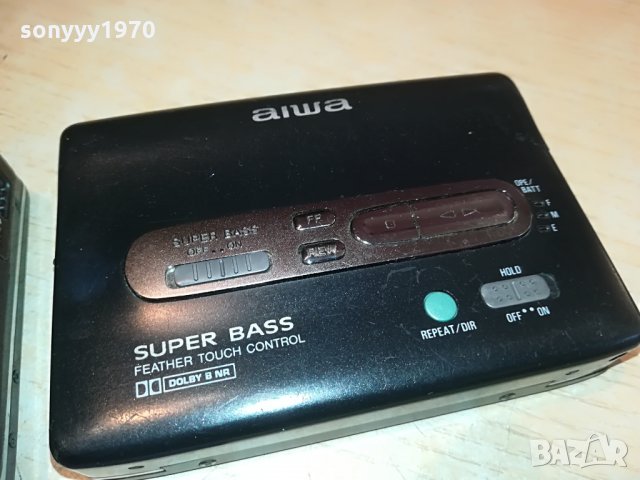 sonyyy1970
aiwa
SUPER BASS
OFF ON
FF
REW
OPE/
BATT
F
M
E
HOLD
OFF ON
REPEAT/DIR
SUPER BASS
FEATHER TOUCH CONTROL
DOLBY B NR
BAZAR